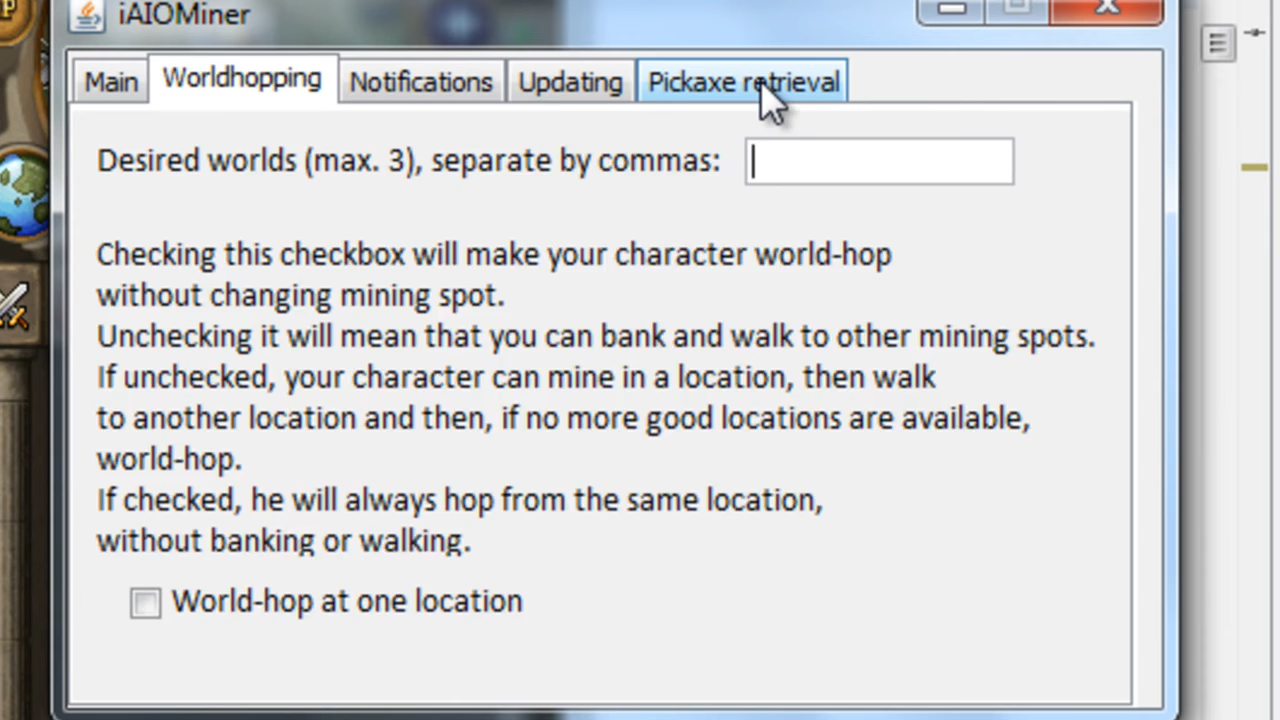 iAIOMiner
Main Worldhopping Notifications Updating Pickaxe retrieval
Desired worlds (max. 3), separate by commas:
Checking this checkbox will make your character world-hop
without changing mining spot.
Unchecking it will mean that you can bank and walk to other mining spots.
If unchecked, your character can mine in a location, then walk
to another location and then, if no more good locations are available,
world-hop.
If checked, he will always hop from the same location,
without banking or walking.
World-hop at one location